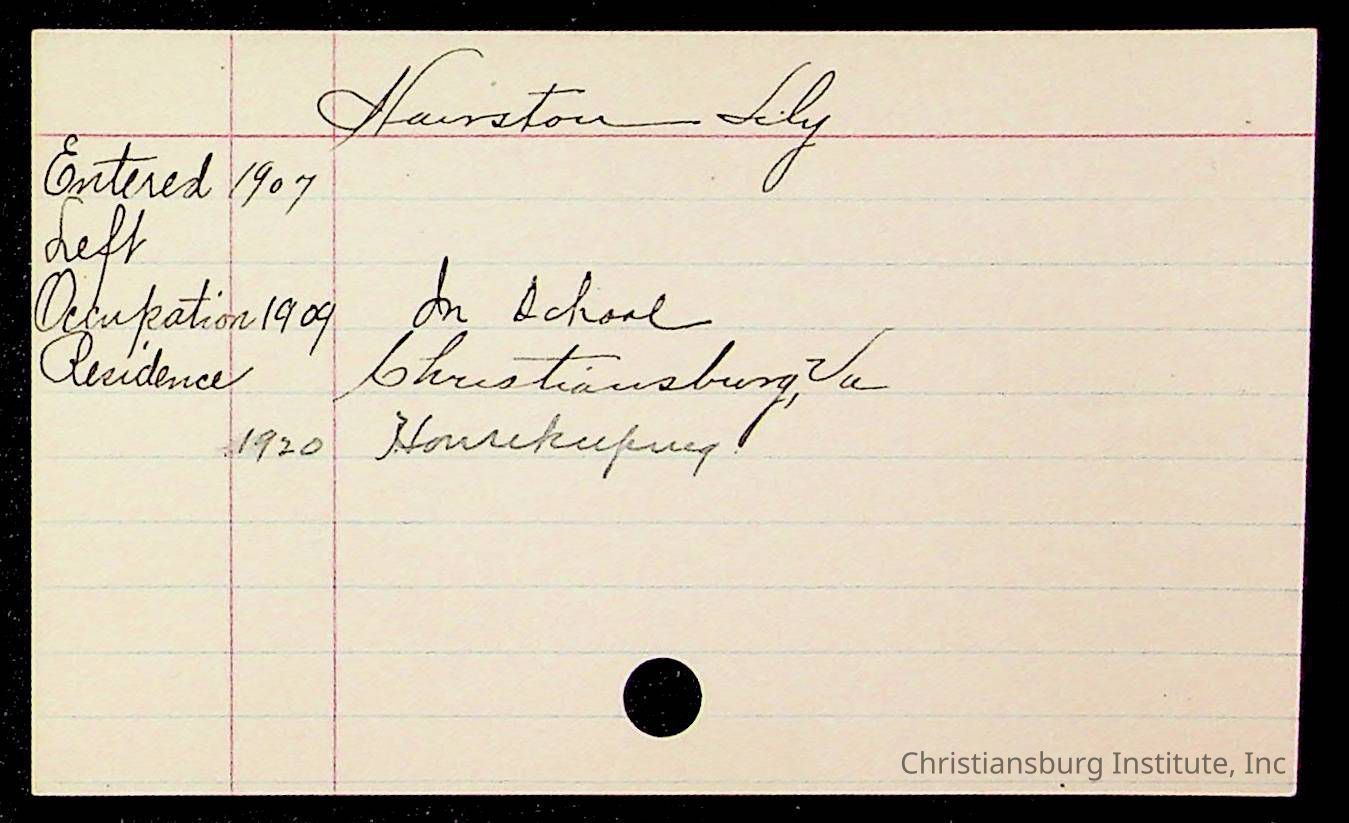 Hairston Lily
Entered 1907
Left
Occupation 1909 In School
Residence Christiansburg, Va
1920 Housekeeping
Christiansburg Institute, Inc